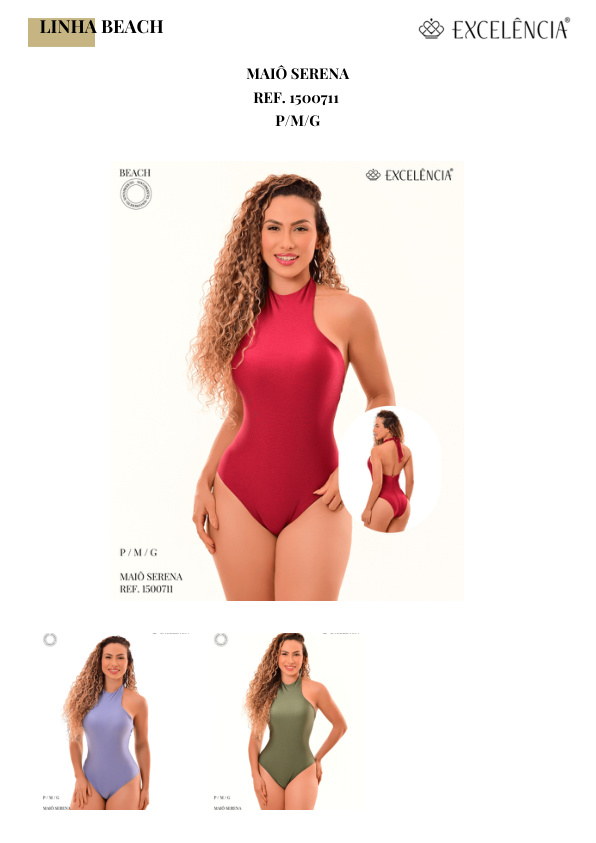 LINHA BEACH
EXCELÊNCIA®
MAIÔ SERENA
REF. 1500711
P/M/G
BEACH
EXCELÊNCIA®
P / M / G
MAIÔ SERENA
REF. 1500711
P / M / G
MAIÔ SERENA
P / M / G
MAIÔ SERENA